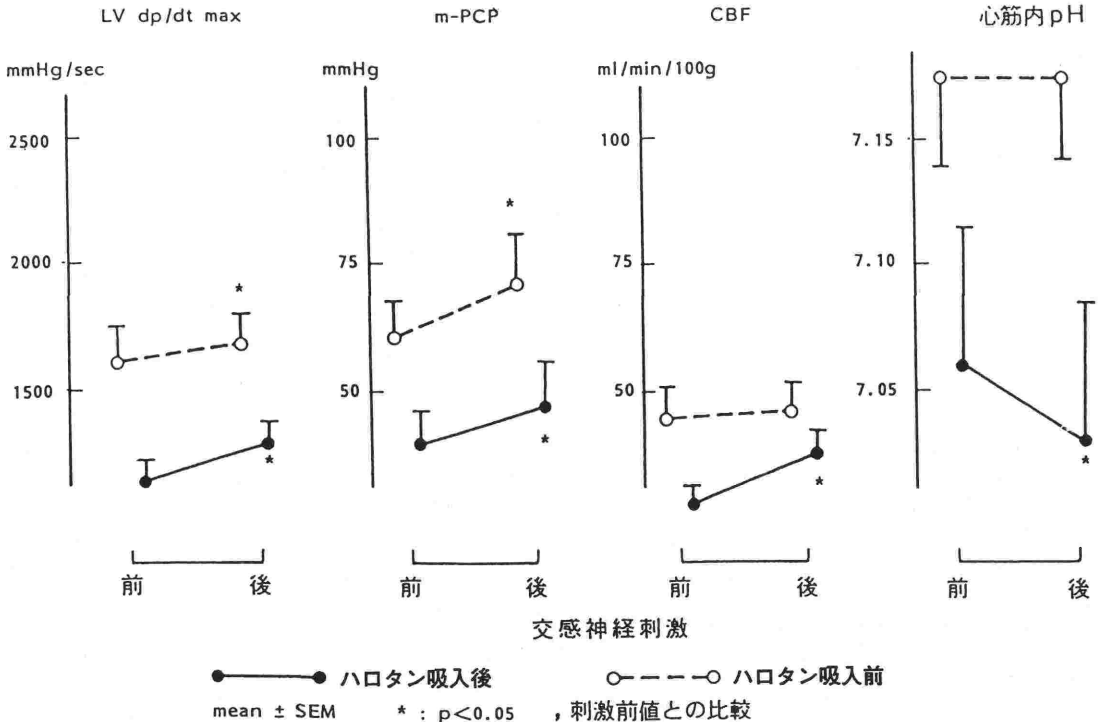 LV dp/dt max
mmHg/sec
2500
2000
1500
*
*
前 後
m-PCP
mmHg
100
75
50
*
*
前 後
CBF
ml/min/100g
100
75
50
*
前 後
心筋内pH
7.15
7.10
7.05
*
前 後
交感神経刺激
ハロタン吸入後 ハロタン吸入前
mean ± SEM * : p<0.05 , 刺激前値との比較